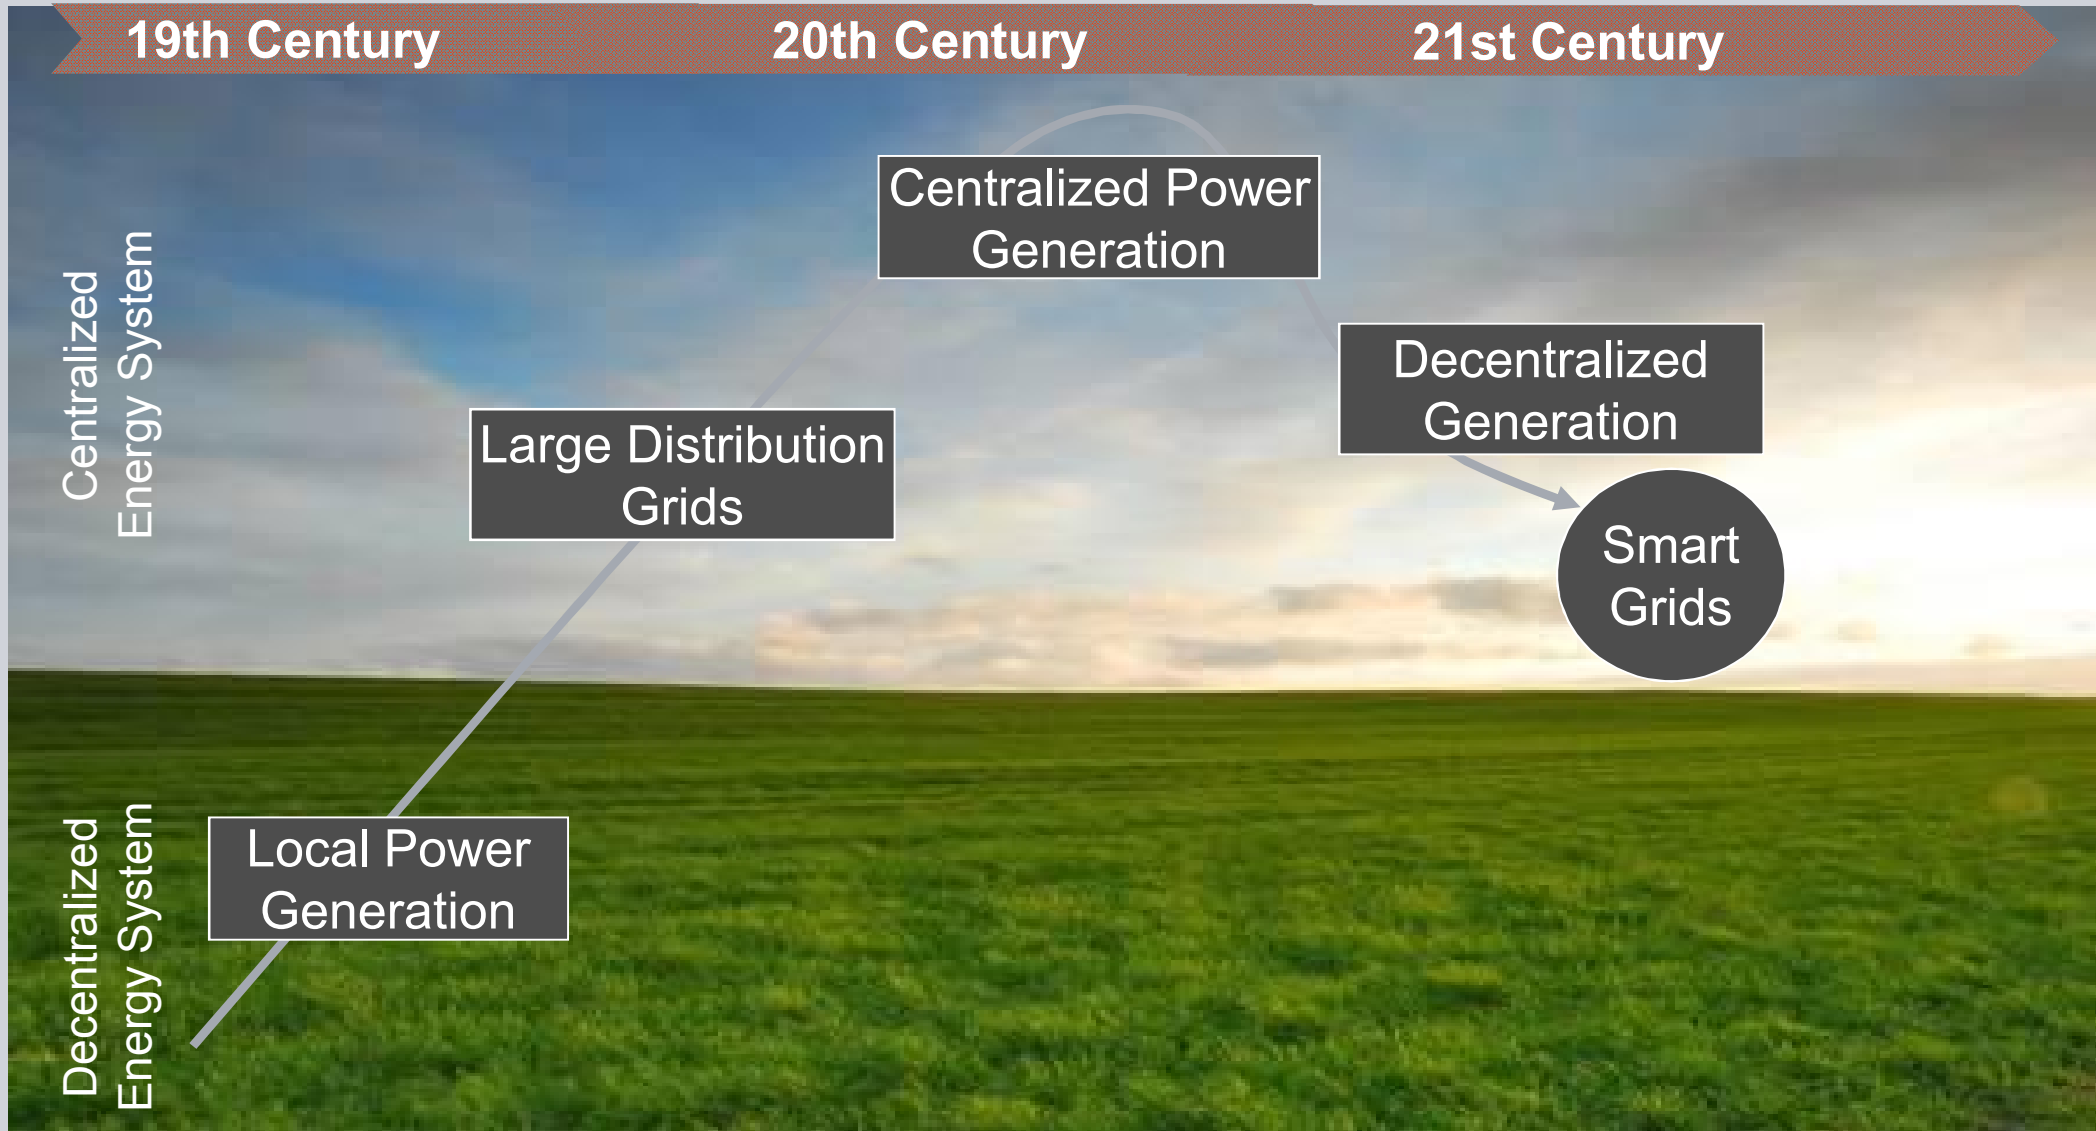 19th Century
20th Century
21st Century
Centralized
Energy System
Decentralized
Energy System
Centralized Power
Generation
Decentralized
Generation
Large Distribution
Grids
Smart
Grids
Local Power
Generation